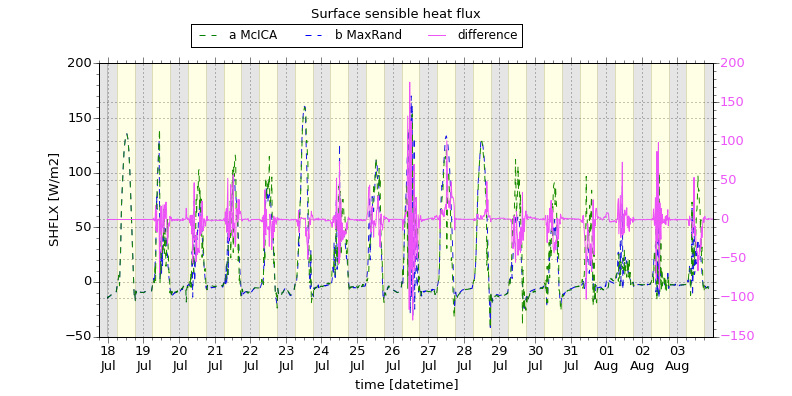 Surface sensible heat flux
a McICA b MaxRand difference
200 200
150 150
100 100
50 50
0 0
−50 −50
−100
−150
SHFLX [W/m2]
18 19 20 21 22 23 24 25 26 27 28 29 30 31 01 02 03
Jul Jul Jul Jul Jul Jul Jul Jul Jul Jul Jul Jul Jul Jul Aug Aug Aug
time [datetime]